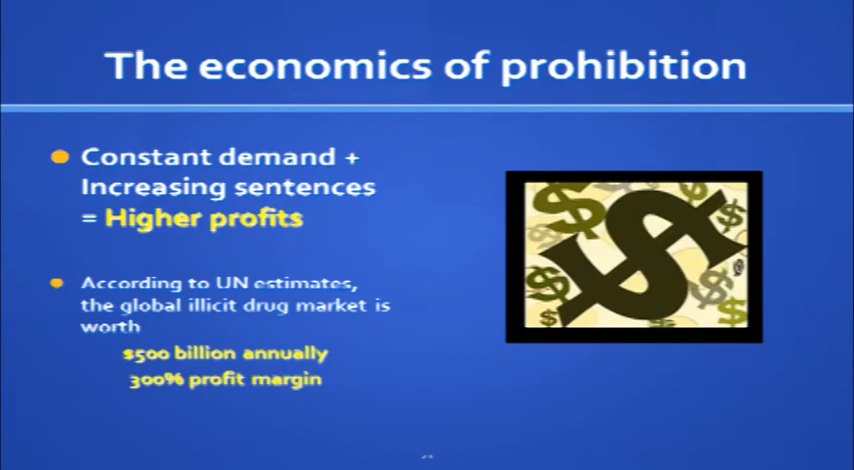 The economics of prohibition
Constant demand +
Increasing sentences
= Higher profits
According to UN estimates,
the global illicit drug market is
worth
$500 billion annually
300% profit margin